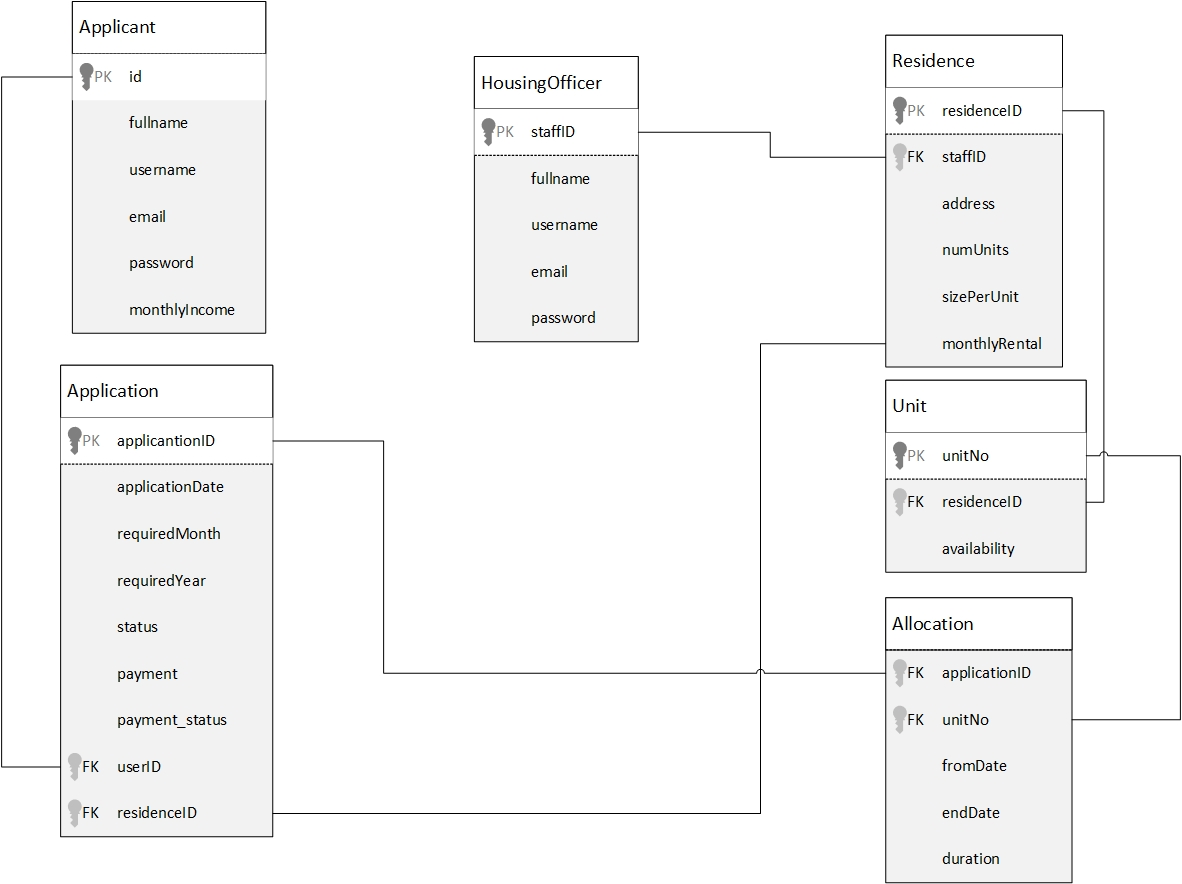 Applicant
PK id
fullname
username
email
password
monthlyIncome
HousingOfficer
PK staffID
fullname
username
email
password
Residence
PK residenceID
FK staffID
address
numUnits
sizePerUnit
monthlyRental
Application
PK applicantionID
applicationDate
requiredMonth
requiredYear
status
payment
payment_status
FK userID
FK residenceID
Unit
PK unitNo
FK residenceID
availability
Allocation
FK applicationID
FK unitNo
fromDate
endDate
duration